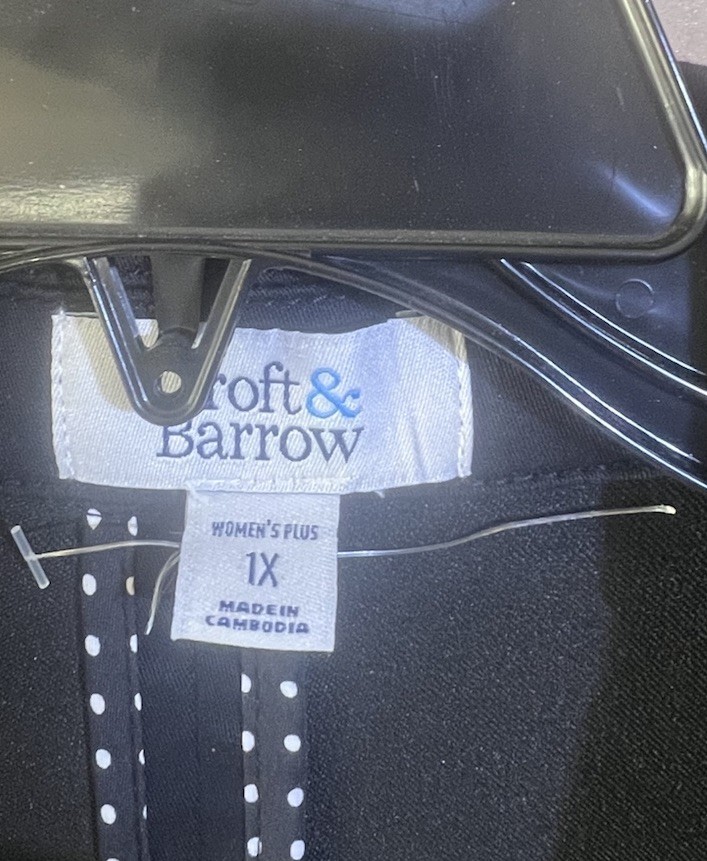 roft&
Barrow
WOMEN'S PLUS
1X
MADE IN
CAMBODIA